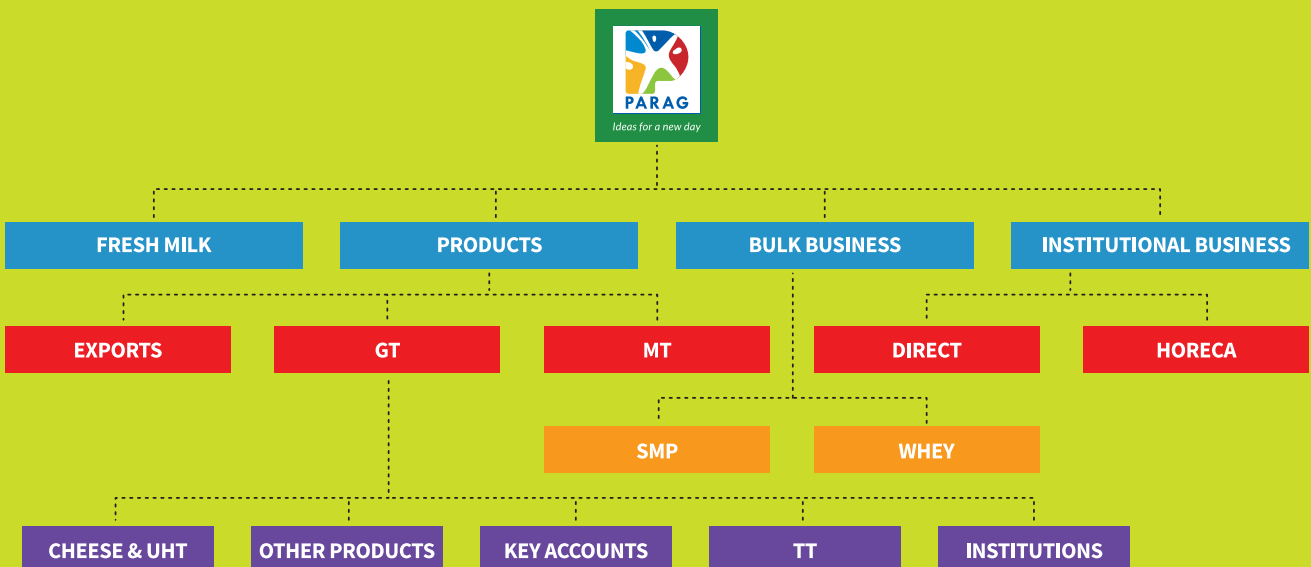 PARAG
Ideas for a new day
FRESH MILK
PRODUCTS
BULK BUSINESS
INSTITUTIONAL BUSINESS
EXPORTS
GT
MT
DIRECT
HORECA
SMP
WHEY
CHEESE & UHT
OTHER PRODUCTS
KEY ACCOUNTS
TT
INSTITUTIONS